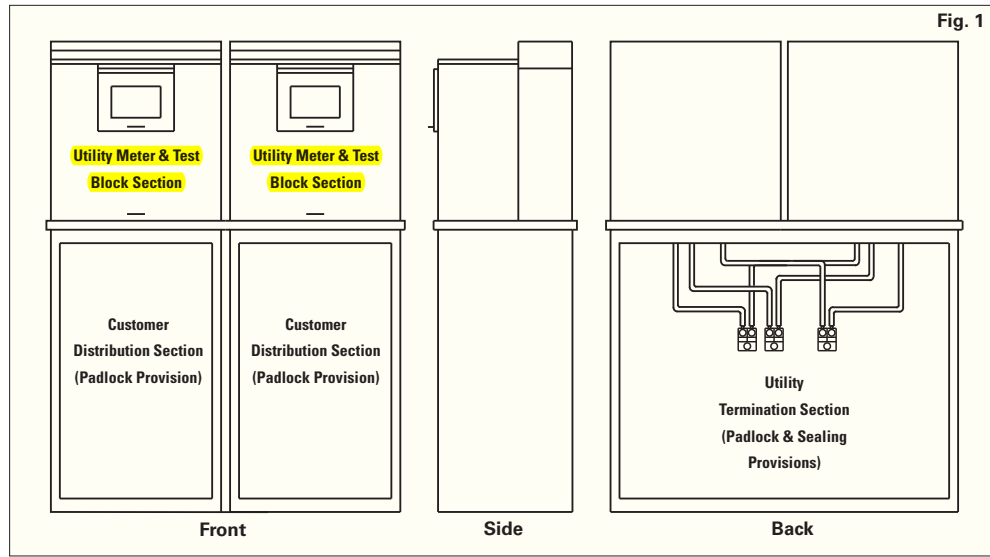 Fig. 1
Utility Meter & Test
Block Section
Utility Meter & Test
Block Section
Customer
Distribution Section
(Padlock Provision)
Customer
Distribution Section
(Padlock Provision)
Utility
Termination Section
(Padlock & Sealing
Provisions)
Front
Side
Back